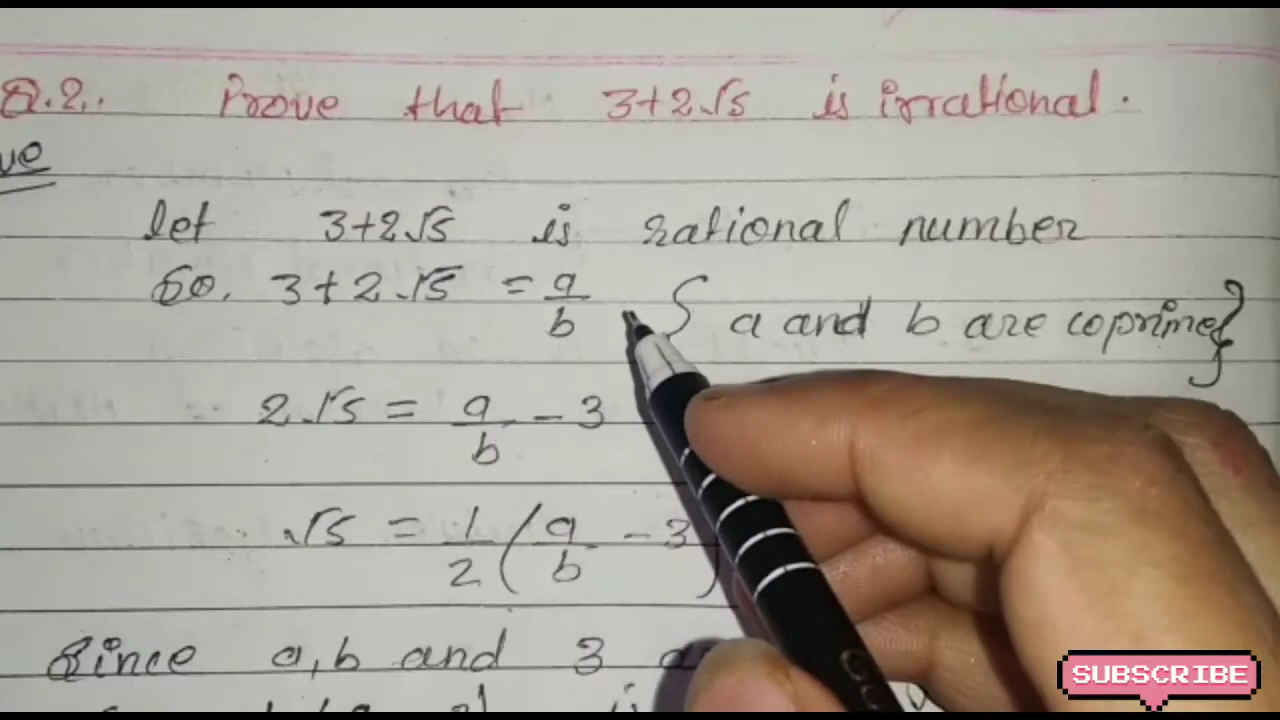 Q.2. Prove that 3+2√5 is irrational.
let 3+2√5 is rational number
So. 3+2√5 = a/b { a and b are coprime}
2√5 = a/b - 3
√5 = 1/2 (a/b - 3)
Since a, b and 3
is
SUBSCRIBE